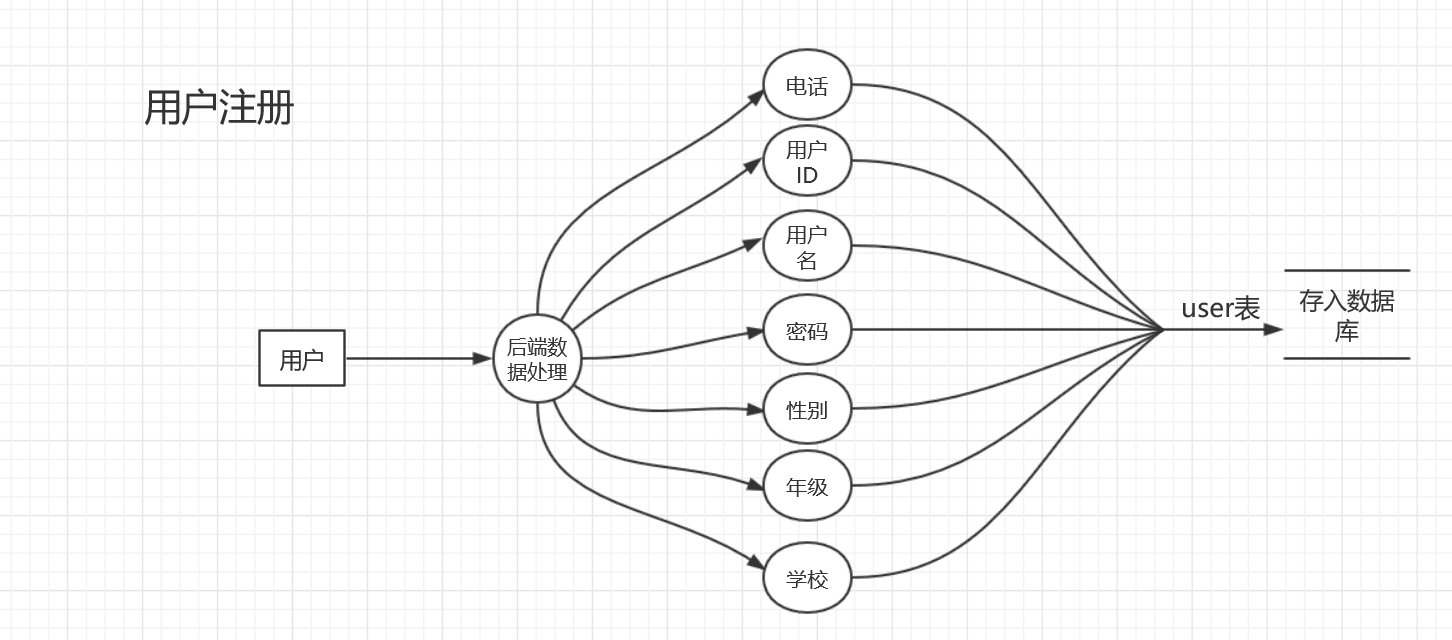 用户注册
电话
用户
ID
用户
名
密码
性别
年级
学校
用户
后端数
据处理
user表
存入数据
库